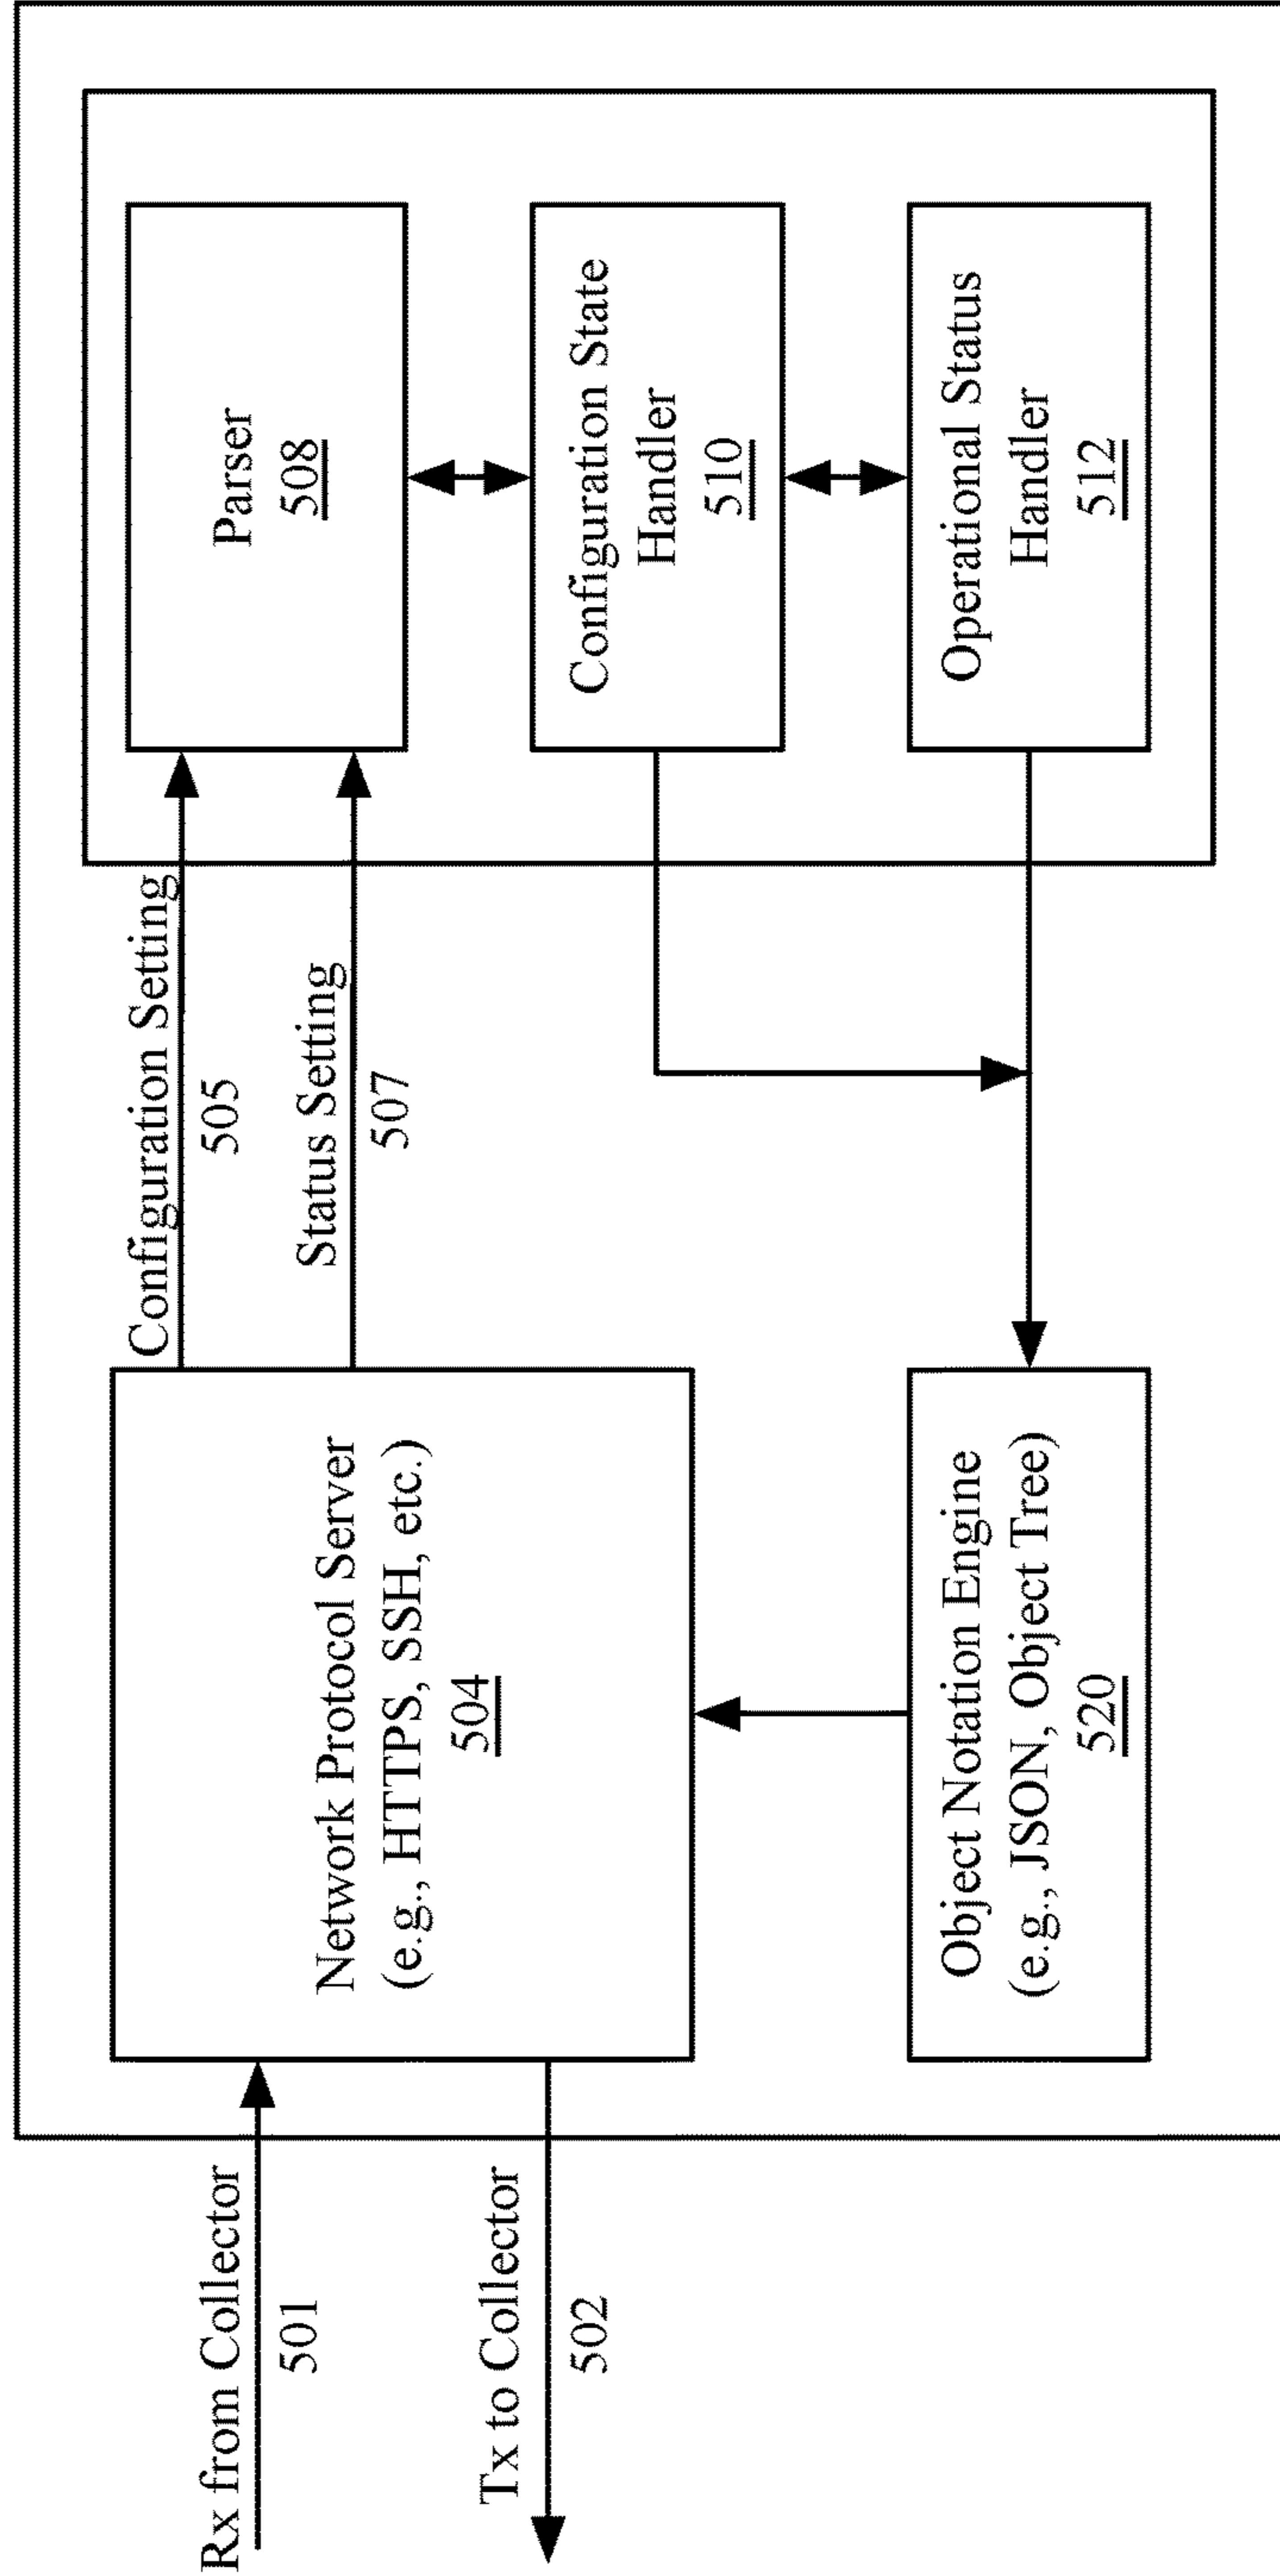 Rx from Collector
501
Tx to Collector
502
Network Protocol Server
(e.g., HTTPS, SSH, etc.)
504
Configuration Setting
505
Status Setting
507
Parser
508
Configuration State
Handler
510
Operational Status
Handler
512
Object Notation Engine
(e.g., JSON, Object Tree)
520